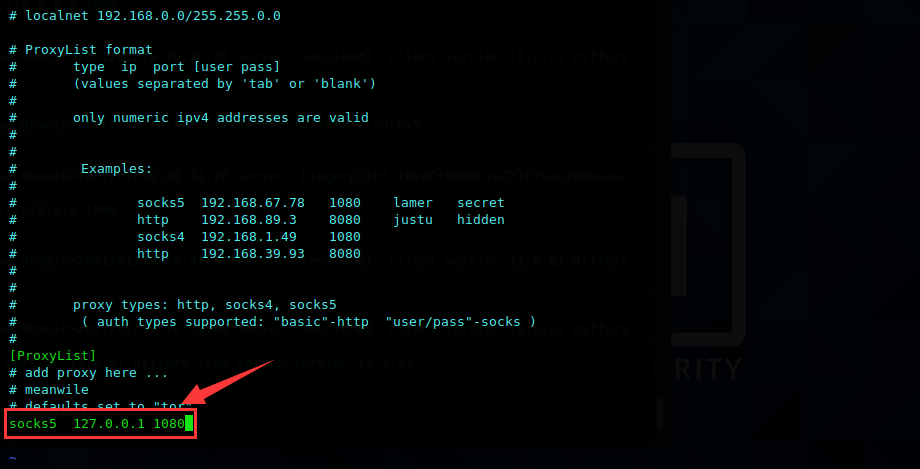 # localnet 192.168.0.0/255.255.0.0
# ProxyList format
#       type  ip  port [user pass]
#       (values separated by 'tab' or 'blank')
#
#       only numeric ipv4 addresses are valid
#
#
#        Examples:
#
#               socks5  192.168.67.78   1080    lamer   secret
#               http    192.168.89.3    8080    justu   hidden
#               socks4  192.168.1.49    1080
#               http    192.168.39.93   8080
#
#
#       proxy types: http, socks4, socks5
#        ( auth types supported: "basic"-http  "user/pass"-socks )
#
[ProxyList]
# add proxy here ...
# meanwile
# defaults set to "tor"
socks5  127.0.0.1 1080
~
RITY